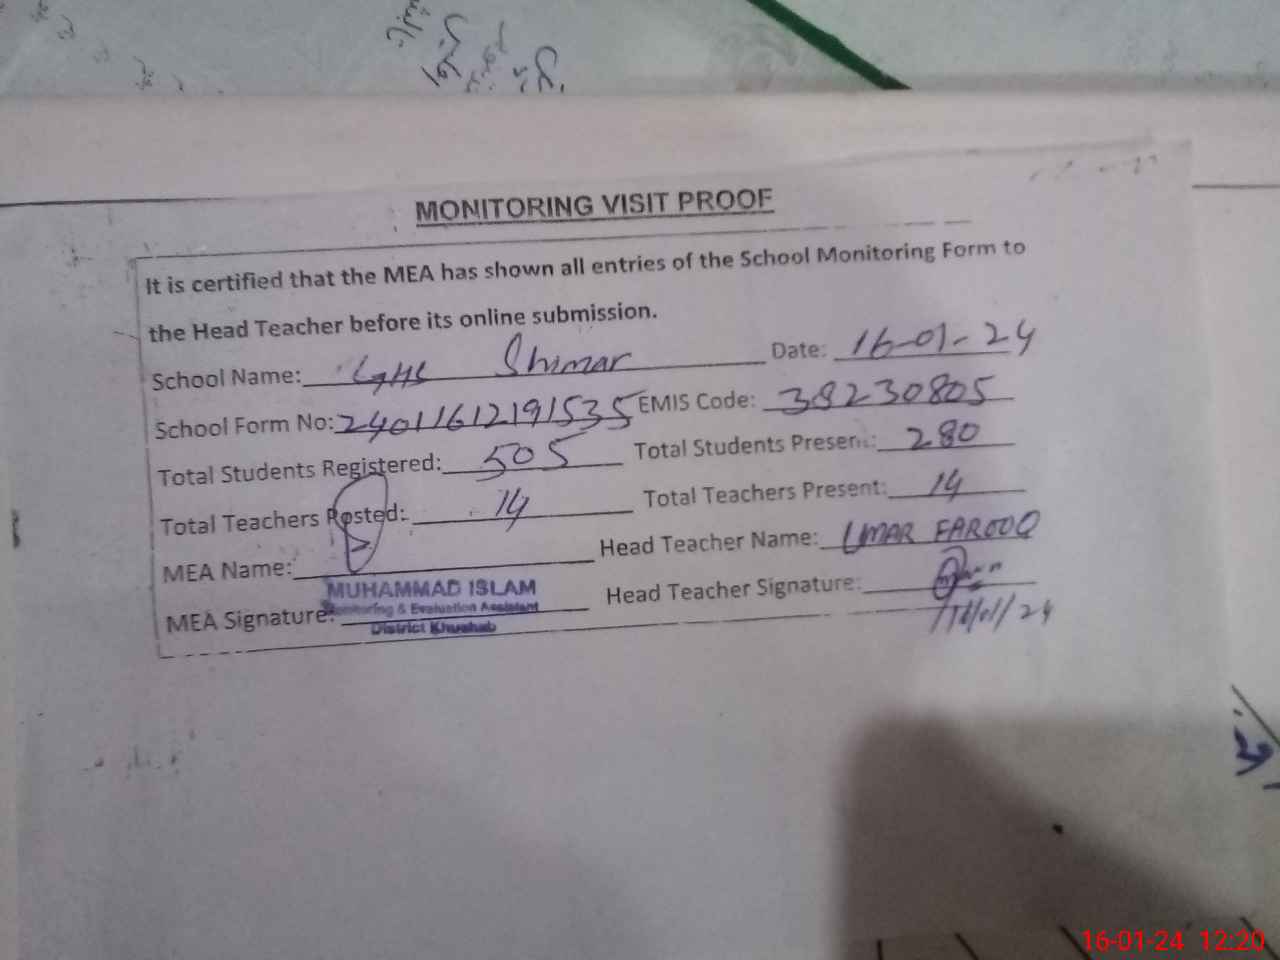 MONITORING VISIT PROOF
It is certified that the MEA has shown all entries of the School Monitoring Form to
the Head Teacher before its online submission.
School Name: GHS Shimar Date: 16-01-24
School Form No: 24011612191535 EMIS Code: 38230805
Total Students Registered: 505 Total Students Present: 280
Total Teachers Posted: 14 Total Teachers Present: 14
MEA Name: Head Teacher Name: UMAR FAROOQ
MUHAMMAD ISLAM
MEA Signature: Monitoring & Evaluation Assistant Head Teacher Signature:
District Khushab
16/01/24
16-01-24 12:20